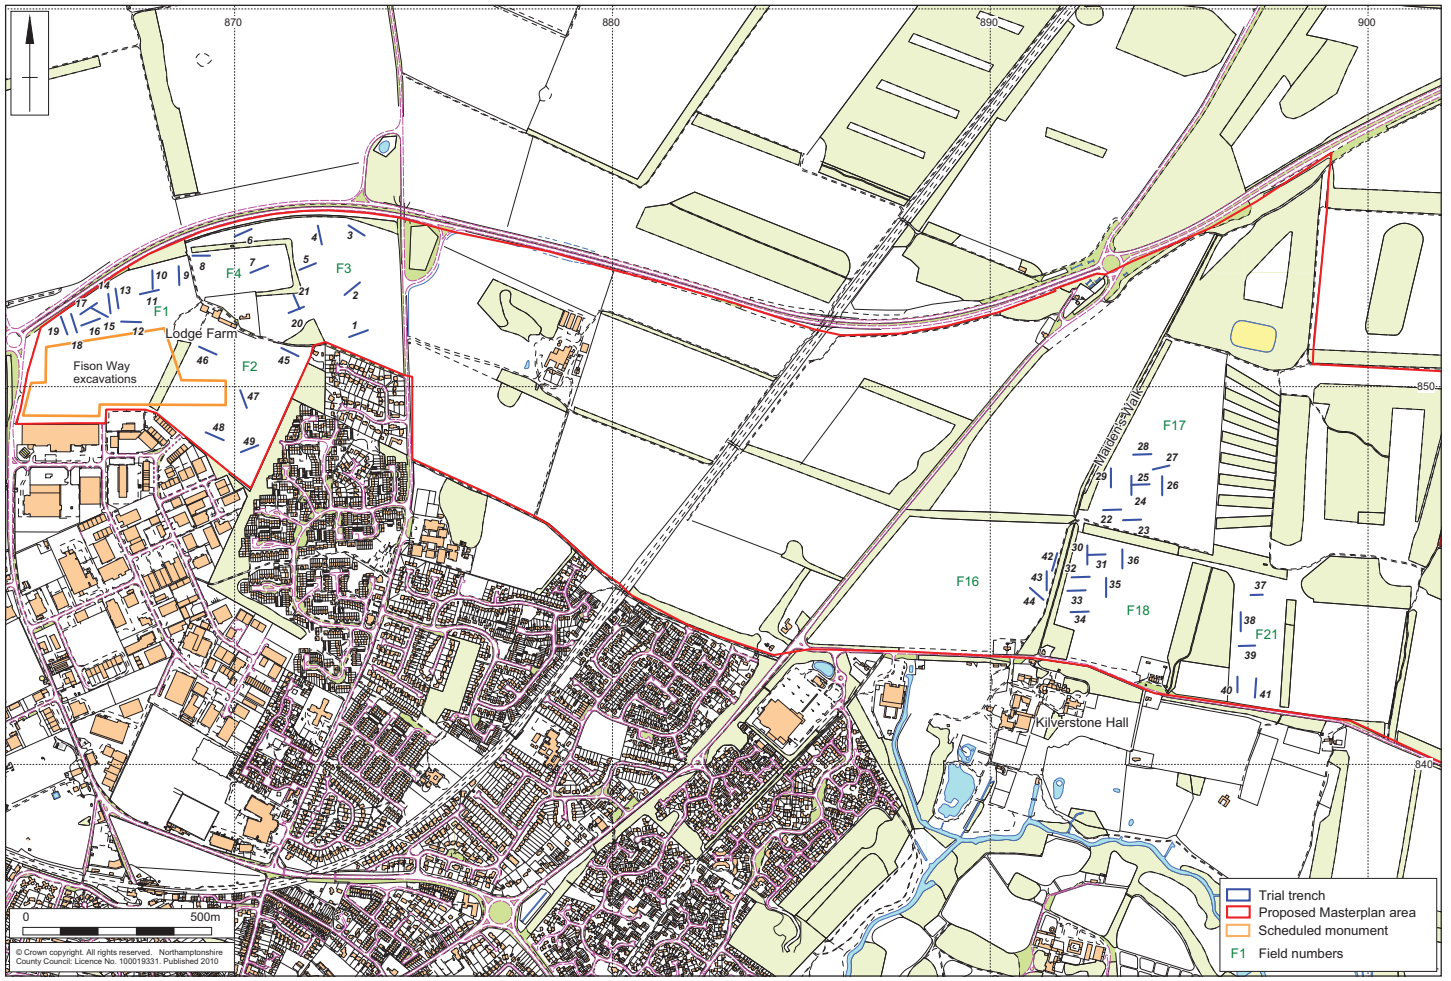 870
880
890
900
6
4
3
8
7
F4
5
F3
10
9
14
13
21
2
17
11
F1
20
1
19
16
15
12
Lodge Farm
18
46
45
F2
Fison Way
excavations
850
47
48
49
Maiden's Walk
F17
28
27
29
25
26
24
22
23
42
30
31
36
F16
43
32
35
37
44
33
F18
34
38
F21
39
40
41
Kilverstone Hall
840
Trial trench
Proposed Masterplan area
Scheduled monument
F1 Field numbers
0 500m
© Crown copyright. All rights reserved. Northamptonshire
County Council: Licence No. 100019331. Published 2010